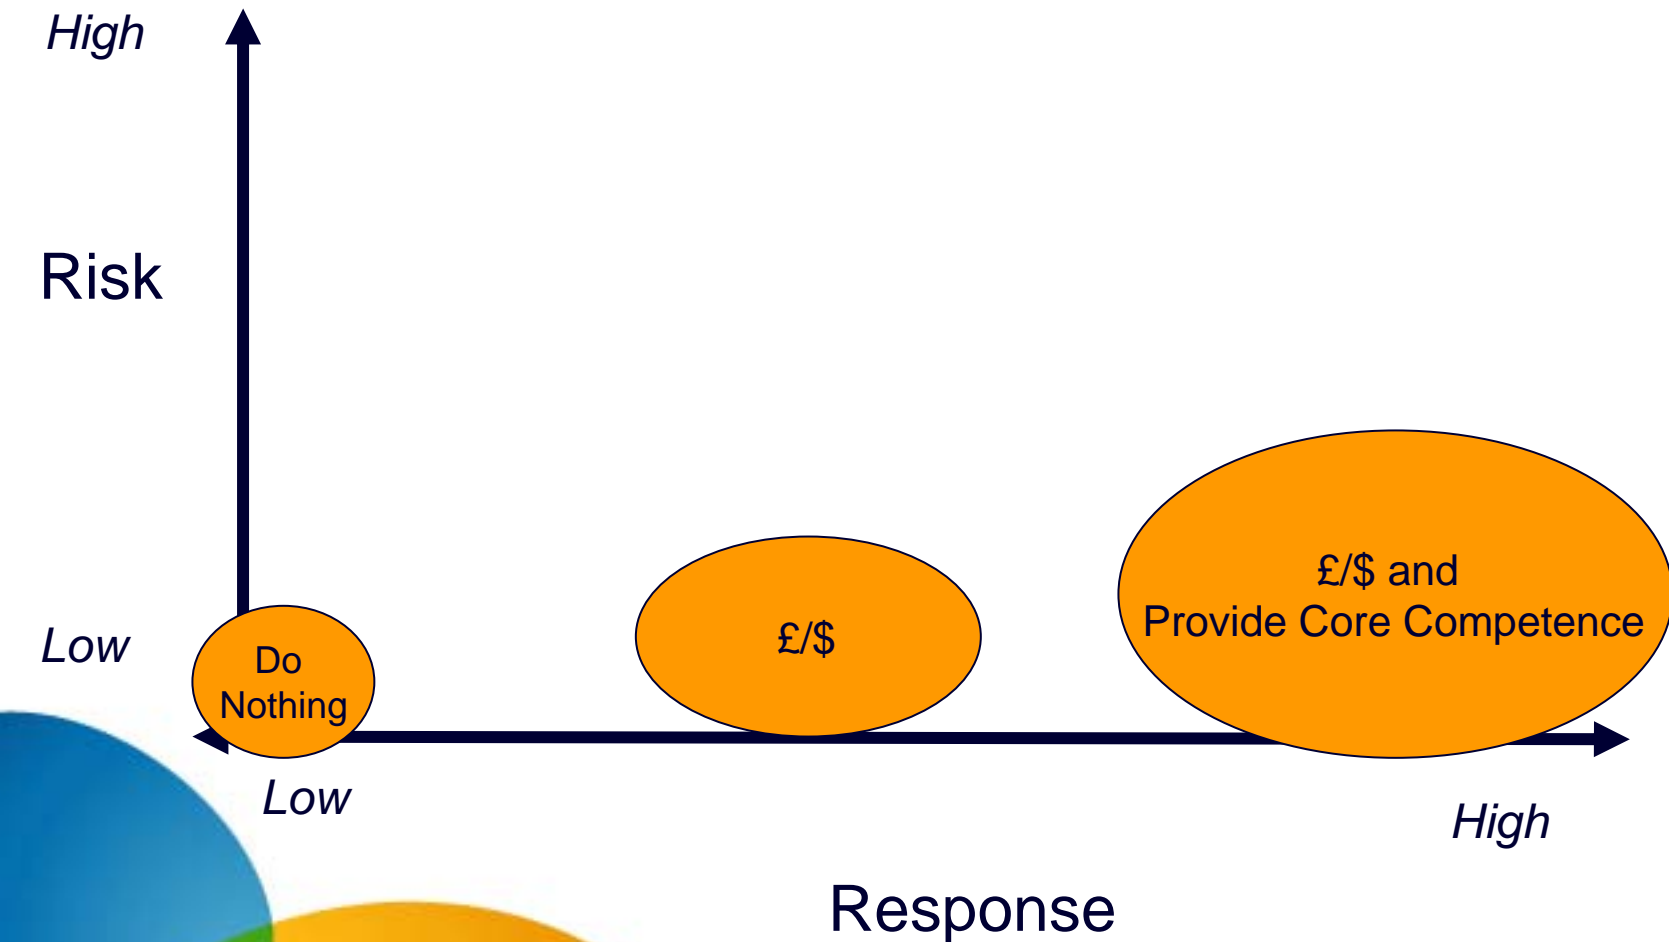 High
Risk
Low
Do
Nothing
£/$
£/$ and
Provide Core Competence
Low
High
Response